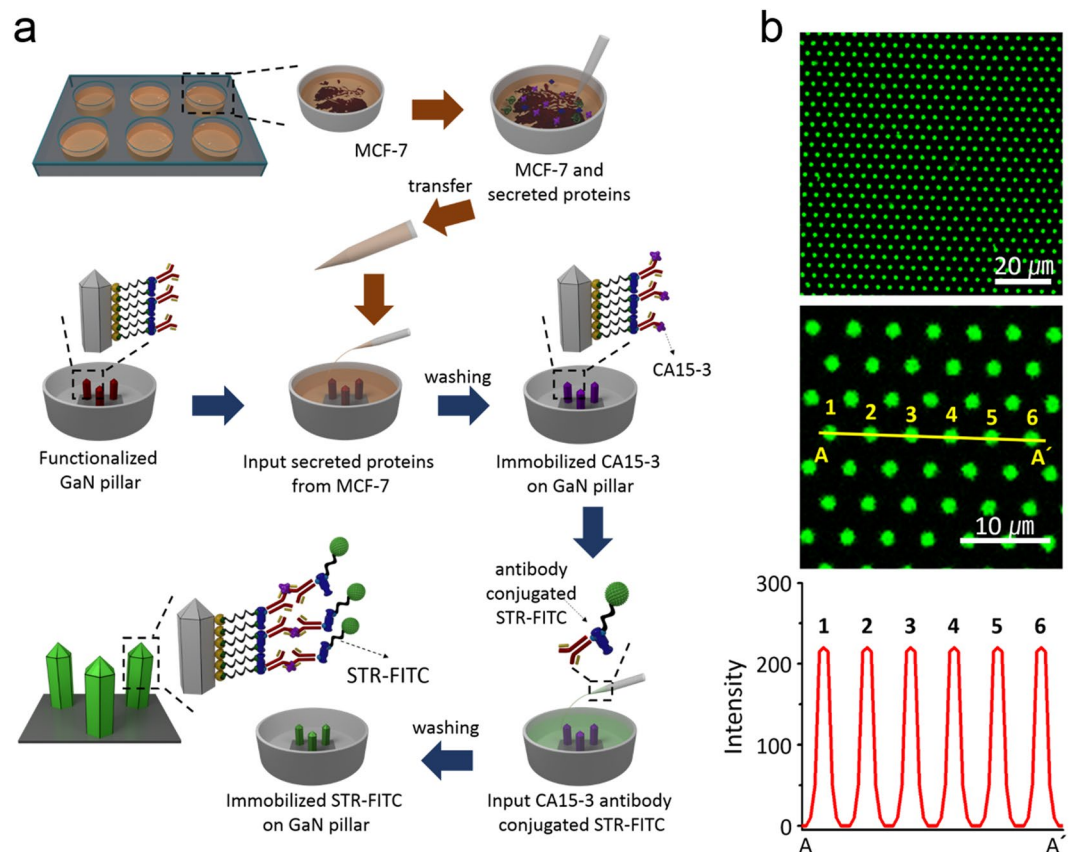 a
MCF-7
MCF-7 and
secreted proteins
transfer
CA15-3
washing
Functionalized
GaN pillar
Input secreted proteins
from MCF-7
Immobilized CA15-3
on GaN pillar
antibody
conjugated
STR-FITC
STR-FITC
washing
Immobilized STR-FITC
on GaN pillar
Input CA15-3 antibody
conjugated STR-FITC
b
20 μm
1 2 3 4 5 6
A A´
10 μm
300
1 2 3 4 5 6
200
100
0
Intensity
A A´